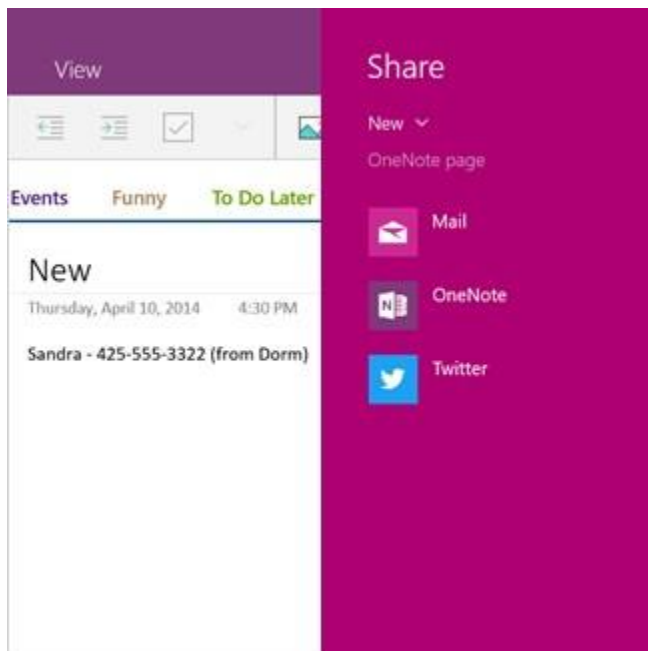 View
Events Funny To Do Later
New
Thursday, April 10, 2014 4:30 PM
Sandra - 425-555-3322 (from Dorm)
Share
New
OneNote page
Mail
N
OneNote
Twitter